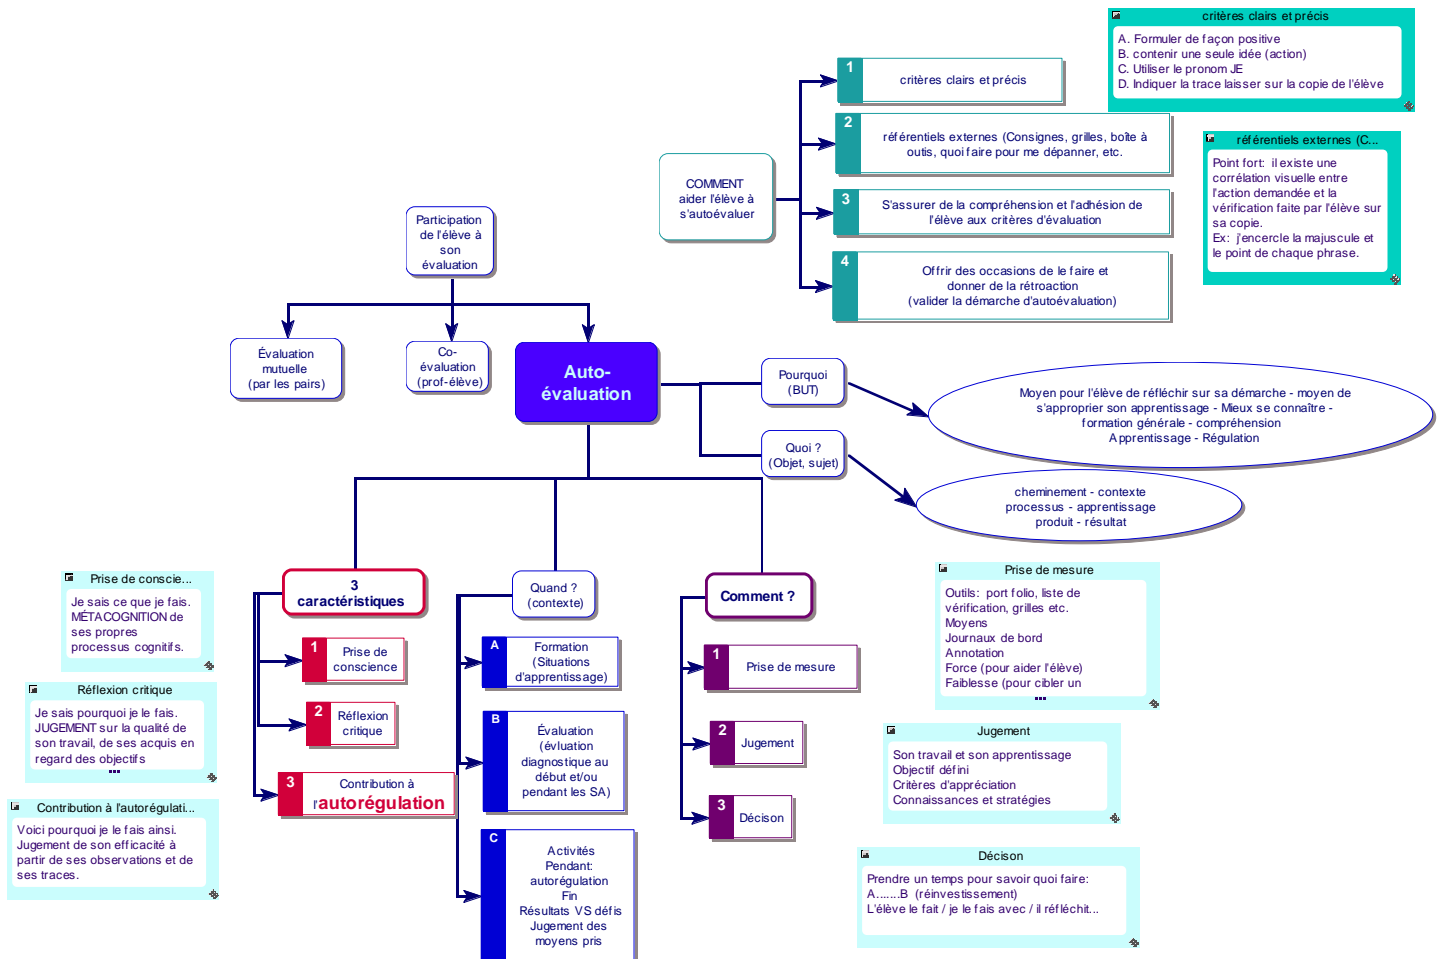 critères clairs et précis
A. Formuler de façon positive
B. contenir une seule idée (action)
C. Utiliser le pronom JE
D. Indiquer la trace laisser sur la copie de l'élève
1
critères clairs et précis
2
référentiels externes (Consignes, grilles, boîte à
outis, quoi faire pour me dépanner, etc.
référentiels externes (C...
Point fort: il existe une
corrélation visuelle entre
l'action demandée et la
vérification faite par l'élève sur
sa copie.
Ex: j'encercle la majuscule et
le point de chaque phrase.
COMMENT
aider l'élève à
s'autoévaluer
3
S'assurer de la compréhension et l'adhésion de
l'élève aux critères d'évaluation
4
Offrir des occasions de le faire et
donner de la rétroaction
(valider la démarche d'autoévaluation)
Participation
de l'élève à
son
évaluation
Évaluation
mutuelle
(par les pairs)
Co-
évaluation
(prof-élève)
Auto-
évaluation
Pourquoi
(BUT)
Moyen pour l'élève de réfléchir sur sa démarche - moyen de
s'approprier son apprentissage - Mieux se connaître -
formation générale - compréhension
Apprentissage - Régulation
Quoi ?
(Objet, sujet)
cheminement - contexte
processus - apprentissage
produit - résultat
Prise de conscie...
Je sais ce que je fais.
MÉTACOGNITION de
ses propres
processus cognitifs.
Réflexion critique
Je sais pourquoi je le fais.
JUGEMENT sur la qualité de
son travail, de ses acquis en
regard des objectifs
...
Contribution à l'autorégulati...
Voici pourquoi je le fais ainsi.
Jugement de son efficacité à
partir de ses observations et de
ses traces.
3
caractéristiques
1
Prise de
conscience
2
Réflexion
critique
3
Contribution à
l'autorégulation
Quand ?
(contexte)
A
Formation
(Situations
d'apprentissage)
B
Évaluation
(évluation
diagnostique au
début et/ou
pendant les SA)
C
Activités
Pendant:
autorégulation
Fin
Résultats VS défis
Jugement des
moyens pris
Comment ?
1
Prise de mesure
2
Jugement
3
Décison
Prise de mesure
Outils: port folio, liste de
vérification, grilles etc.
Moyens
Journaux de bord
Annotation
Force (pour aider l'élève)
Faiblesse (pour cibler un
...
Jugement
Son travail et son apprentissage
Objectif défini
Critères d'appréciation
Connaissances et stratégies
Décison
Prendre un temps pour savoir quoi faire:
A.......B (réinvestissement)
L'élève le fait / je le fais avec / il réfléchit...